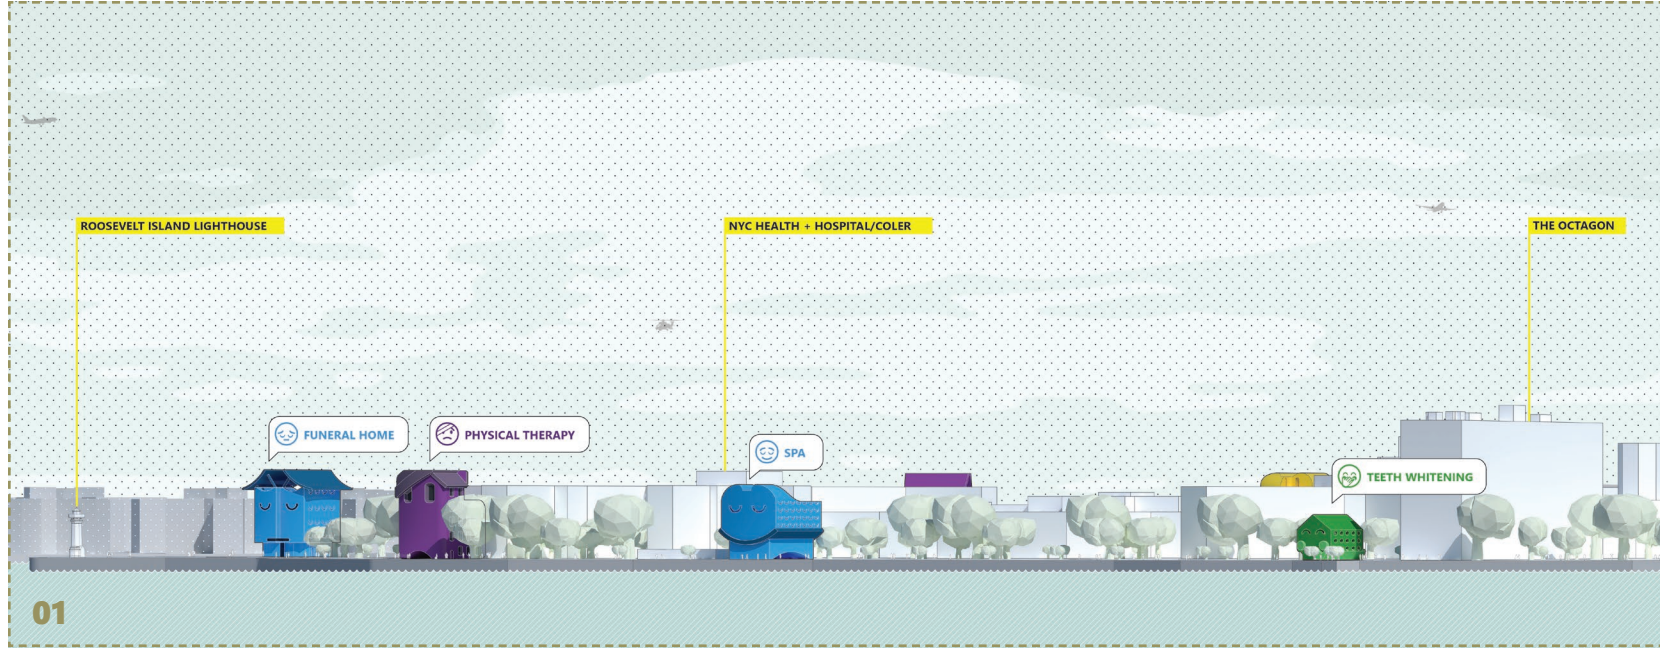 ROOSEVELT ISLAND LIGHTHOUSE
NYC HEALTH + HOSPITAL/COLER
THE OCTAGON
FUNERAL HOME
PHYSICAL THERAPY
SPA
TEETH WHITENING
01